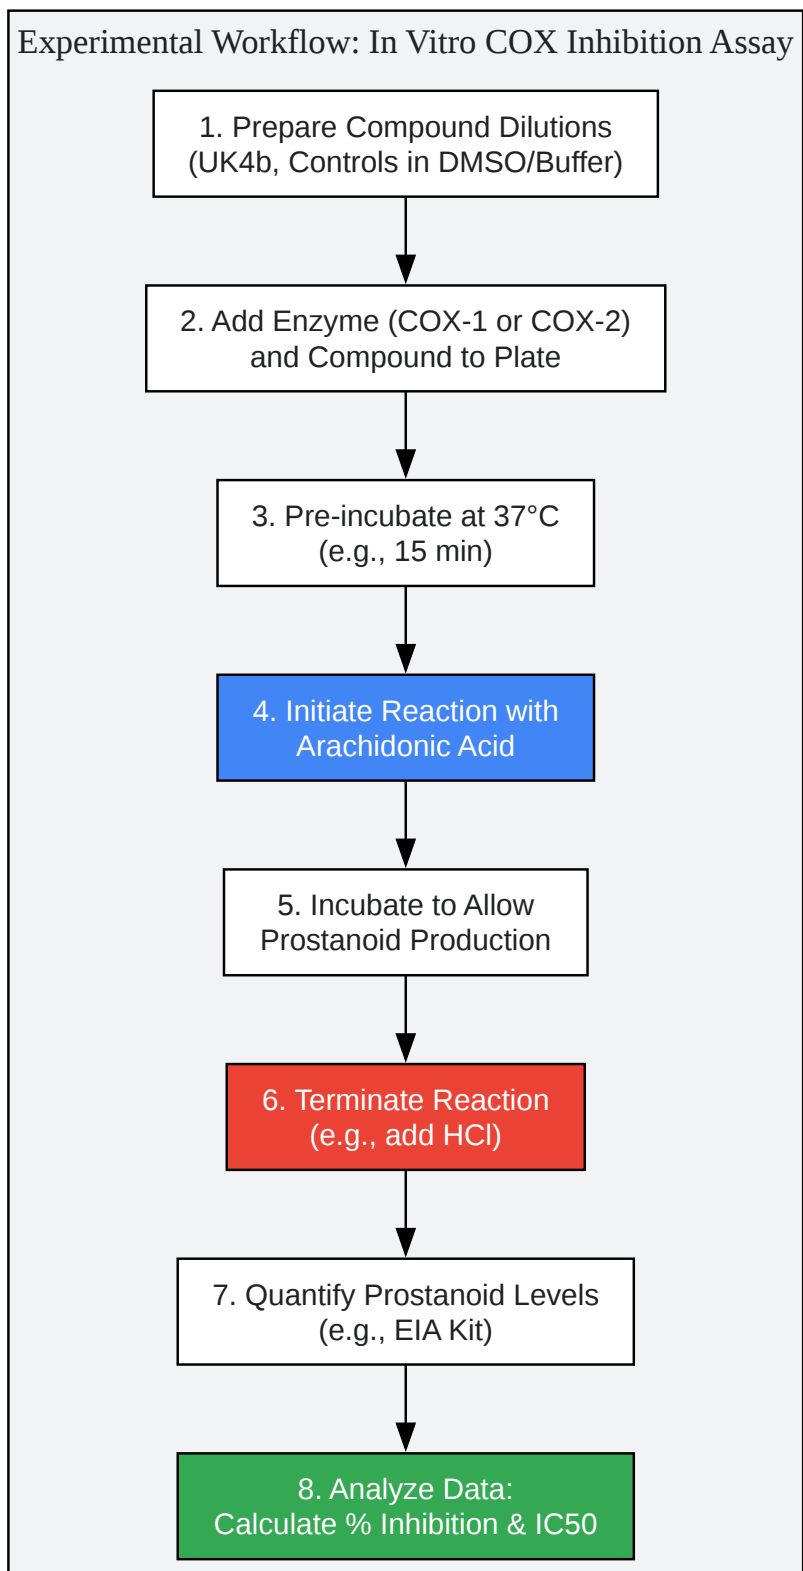 Experimental Workflow: In Vitro COX Inhibition Assay
1. Prepare Compound Dilutions
(UK4b, Controls in DMSO/Buffer)
2. Add Enzyme (COX-1 or COX-2)
and Compound to Plate
3. Pre-incubate at 37°C
(e.g., 15 min)
4. Initiate Reaction with
Arachidonic Acid
5. Incubate to Allow
Prostanoid Production
6. Terminate Reaction
(e.g., add HCl)
7. Quantify Prostanoid Levels
(e.g., EIA Kit)
8. Analyze Data:
Calculate % Inhibition & IC50